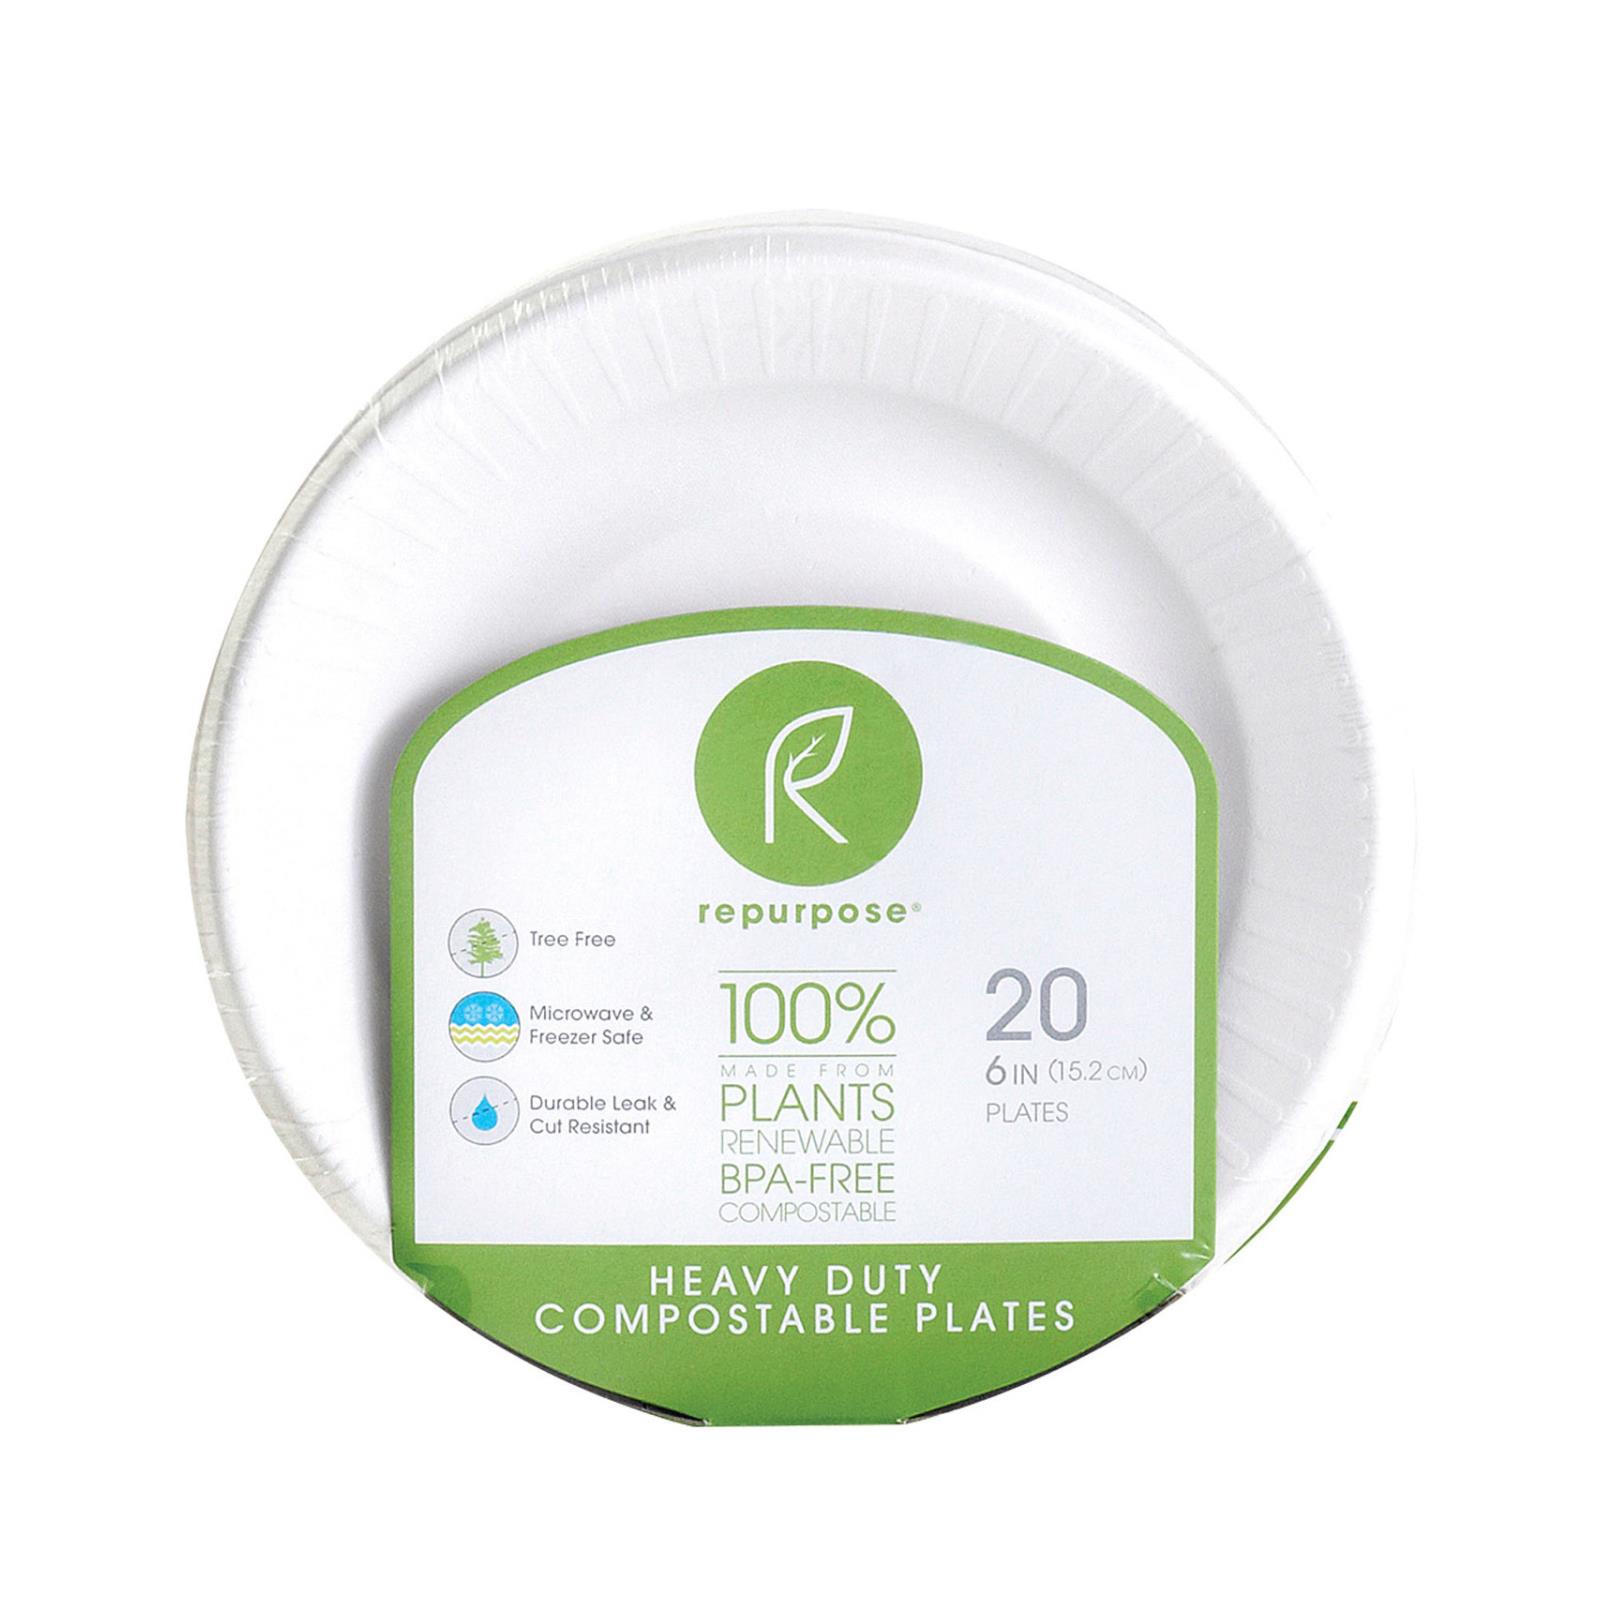 R
repurpose®
Tree Free
Microwave &
Freezer Safe
Durable Leak &
Cut Resistant
100%
MADE FROM
PLANTS
RENEWABLE
BPA-FREE
COMPOSTABLE
20
6 IN (15.2 CM)
PLATES
HEAVY DUTY
COMPOSTABLE PLATES